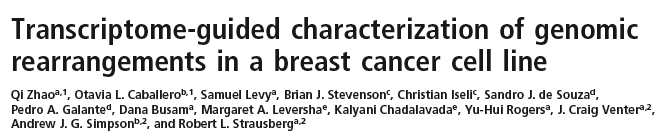 Transcriptome-guided characterization of genomic
rearrangements in a breast cancer cell line
Qi Zhaoa,1, Otavia L. Caballerob,1, Samuel Levya, Brian J. Stevensonc, Christian Iselic, Sandro J. de Souzad,
Pedro A. Galanted, Dana Busama, Margaret A. Levershae, Kalyani Chadalavadae, Yu-Hui Rogersa, J. Craig Ventera,2,
Andrew J. G. Simpsonb,2, and Robert L. Strausberga,2